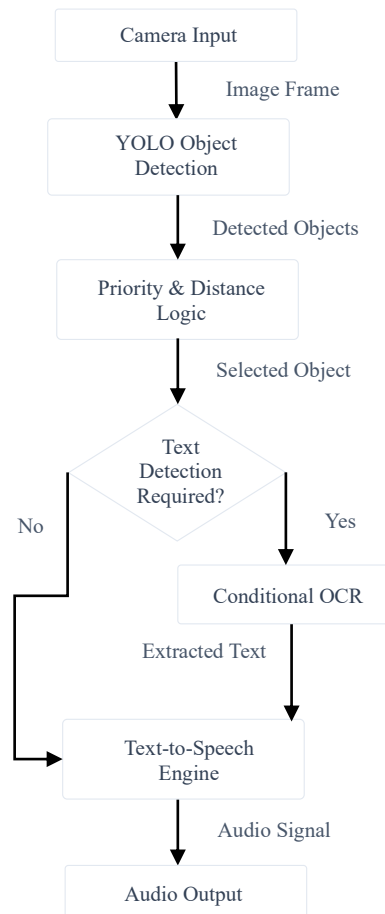 Camera Input
Image Frame
YOLO Object
Detection
Detected Objects
Priority & Distance
Logic
Selected Object
Text
Detection
Required?
No
Yes
Conditional OCR
Extracted Text
Text-to-Speech
Engine
Audio Signal
Audio Output